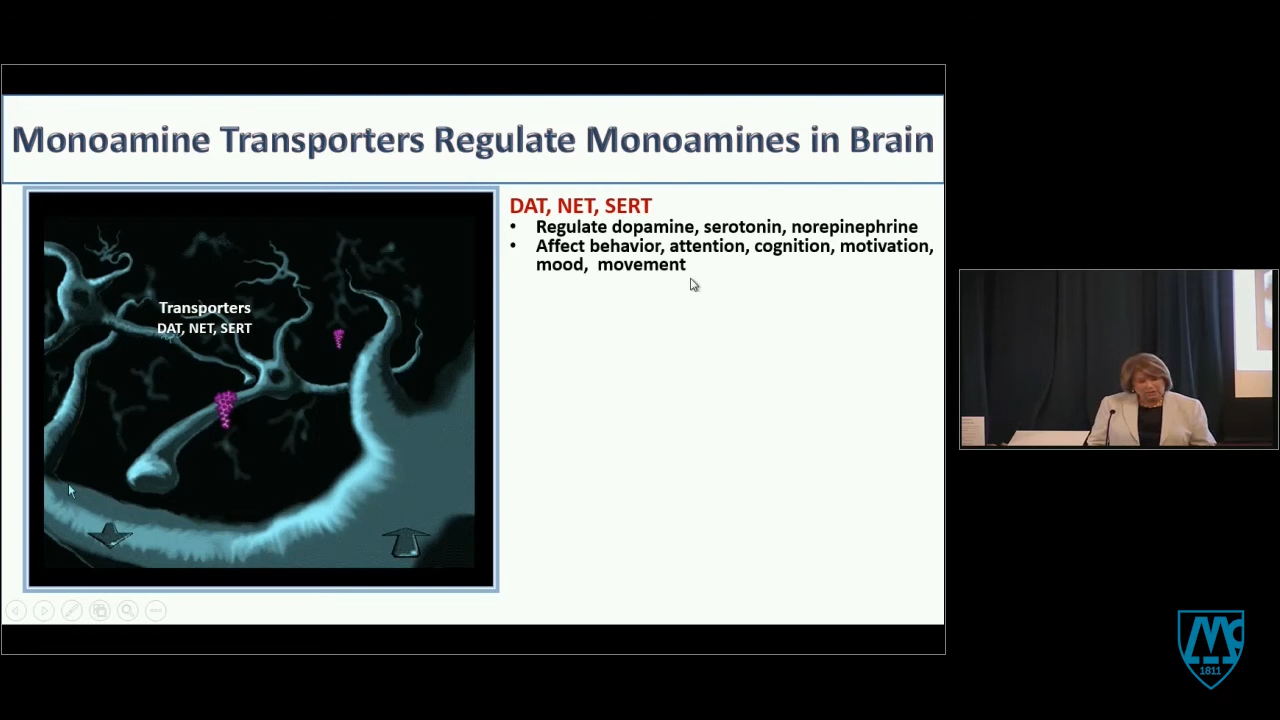 Monoamine Transporters Regulate Monoamines in Brain
Transporters
DAT, NET, SERT
DAT, NET, SERT
• Regulate dopamine, serotonin, norepinephrine
• Affect behavior, attention, cognition, motivation,
mood, movement
Mc
1811